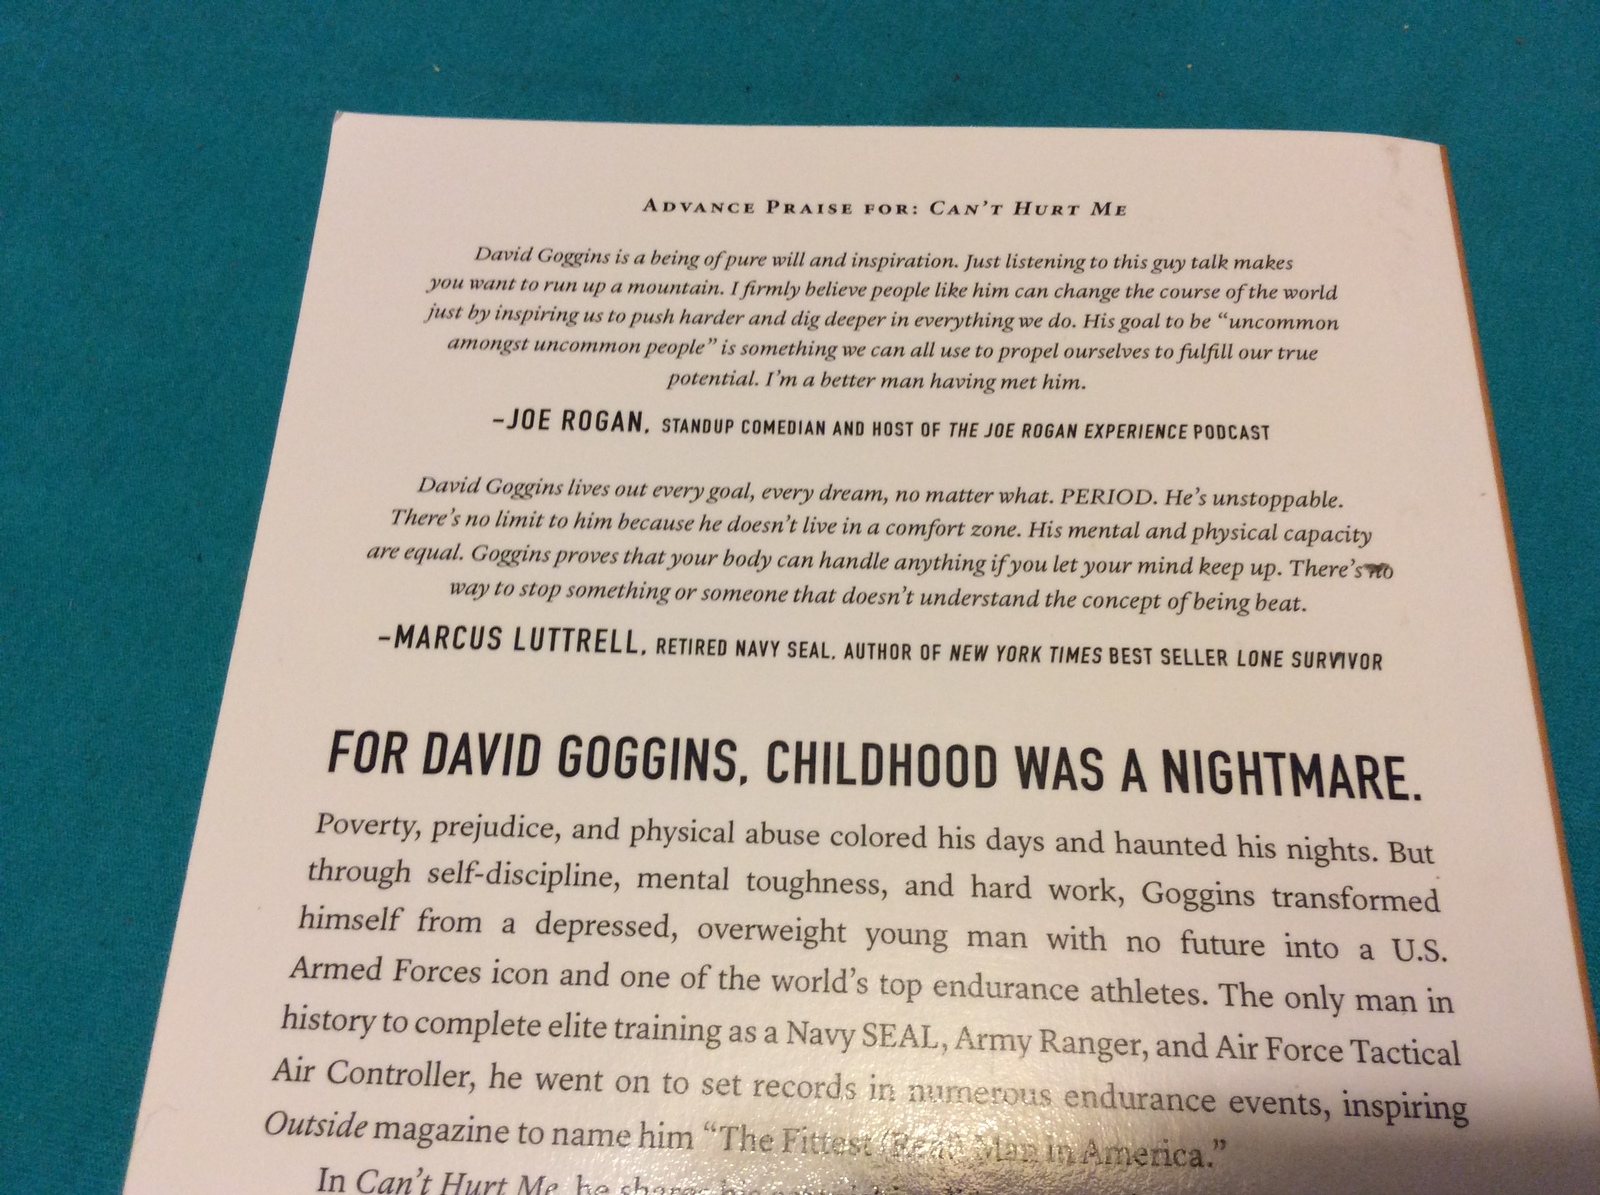 ADVANCE PRAISE FOR: CAN'T HURT ME
David Goggins is a being of pure will and inspiration. Just listening to this guy talk makes
you want to run up a mountain. I firmly believe people like him can change the course of the world
just by inspiring us to push harder and dig deeper in everything we do. His goal to be “uncommon
amongst uncommon people” is something we can all use to propel ourselves to fulfill our true
potential. I'm a better man having met him.
–JOE ROGAN, STANDUP COMEDIAN AND HOST OF THE JOE ROGAN EXPERIENCE PODCAST
David Goggins lives out every goal, every dream, no matter what. PERIOD. He's unstoppable.
There's no limit to him because he doesn't live in a comfort zone. His mental and physical capacity
are equal. Goggins proves that your body can handle anything if you let your mind keep up. There's no
way to stop something or someone that doesn't understand the concept of being beat.
–MARCUS LUTTRELL, RETIRED NAVY SEAL, AUTHOR OF NEW YORK TIMES BEST SELLER LONE SURVIVOR
FOR DAVID GOGGINS, CHILDHOOD WAS A NIGHTMARE.
Poverty, prejudice, and physical abuse colored his days and haunted his nights. But
through self-discipline, mental toughness, and hard work, Goggins transformed
himself from a depressed, overweight young man with no future into a U.S.
Armed Forces icon and one of the world's top endurance athletes. The only man in
history to complete elite training as a Navy SEAL, Army Ranger, and Air Force Tactical
Air Controller, he went on to set records in numerous endurance events, inspiring
Outside magazine to name him “The Fittest (Real) Man in America.”
In Can't Hurt Me, he shares his